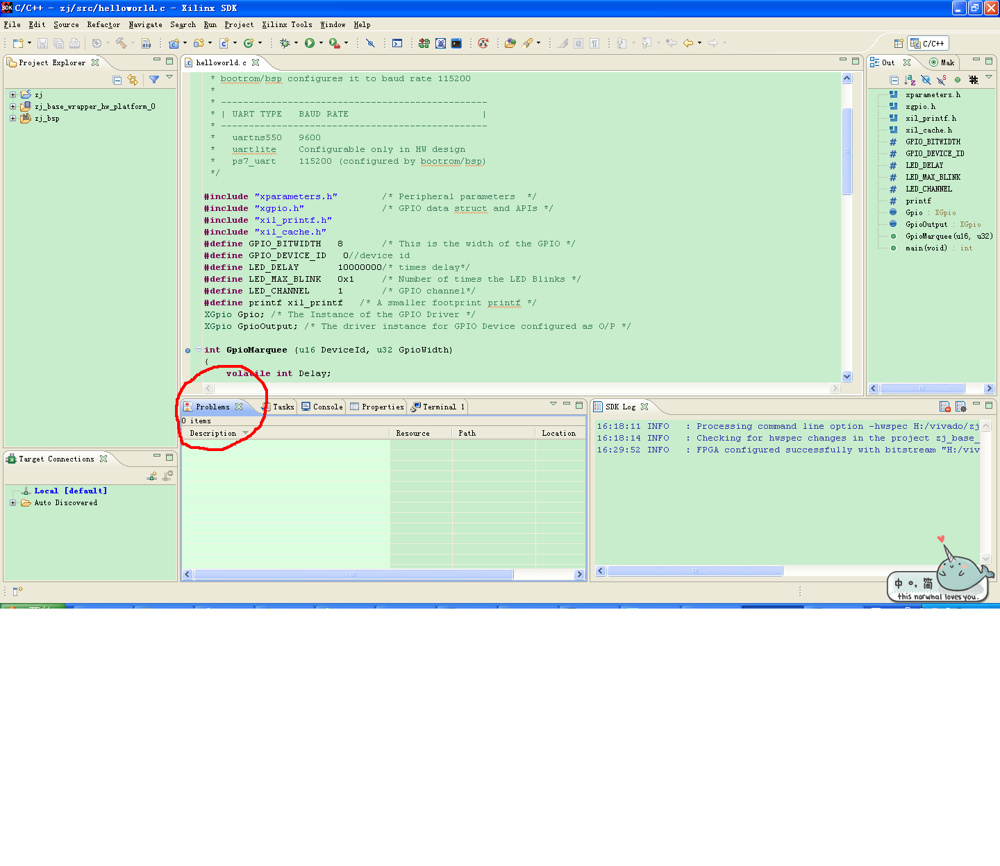 C/C++ - zj/src/helloworld.c - Xilinx SDK
File Edit Source Refactor Navigate Search Run Project Xilinx Tools Window Help
C/C++
Project Explorer
zj
zj_base_wrapper_hw_platform_0
zj_bsp
helloworld.c
* bootrom/bsp configures it to baud rate 115200
*
* ------------------------------------------------
* | UART TYPE   BAUD RATE                        |
* ------------------------------------------------
*   uartns550   9600
*   uartlite    Configurable only in HW design
*   ps7_uart    115200 (configured by bootrom/bsp)
*/
#include "xparameters.h"        /* Peripheral parameters  */
#include "xgpio.h"              /* GPIO data struct and APIs */
#include "xil_printf.h"
#include "xil_cache.h"
#define GPIO_BITWIDTH   8       /* This is the width of the GPIO */
#define GPIO_DEVICE_ID   0//device id
#define LED_DELAY       10000000/* times delay*/
#define LED_MAX_BLINK   0x1     /* Number of times the LED Blinks */
#define LED_CHANNEL     1       /* GPIO channel*/
#define printf xil_printf   /* A smaller footprint printf */
XGpio Gpio; /* The Instance of the GPIO Driver */
XGpio GpioOutput; /* The driver instance for GPIO Device configured as O/P */
int GpioMarquee (u16 DeviceId, u32 GpioWidth)
{
volatile int Delay;
Out Mak
xparameters.h
xgpio.h
xil_printf.h
xil_cache.h
GPIO_BITWIDTH
GPIO_DEVICE_ID
LED_DELAY
LED_MAX_BLINK
LED_CHANNEL
printf
Gpio : XGpio
GpioOutput : XGpio
GpioMarquee(u16, u32)
main(void) : int
Target Connections
Local [default]
Auto Discovered
Problems Tasks Console Properties Terminal 1
0 items
Description Resource Path Location
SDK Log
16:18:11 INFO   : Processing command line option -hwspec H:/vivado/zj
16:18:14 INFO   : Checking for hwspec changes in the project zj_base_
16:29:52 INFO   : FPGA configured successfully with bitstream "H:/viv
中 简
this narwhal loves you.